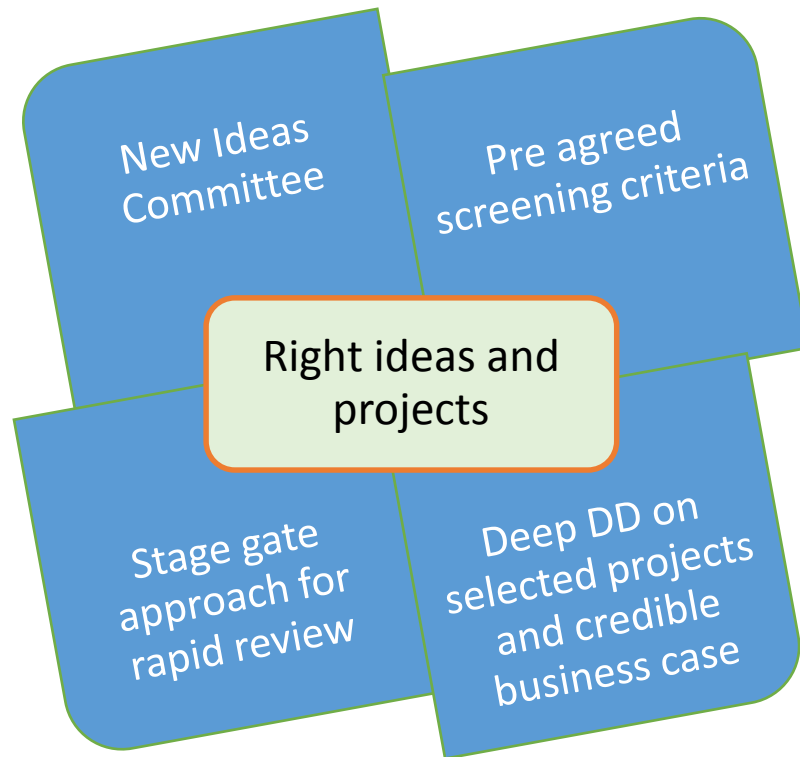 New Ideas
Committee
Pre agreed
screening criteria
Right ideas and
projects
Stage gate
approach for
rapid review
Deep DD on
selected projects
and credible
business case